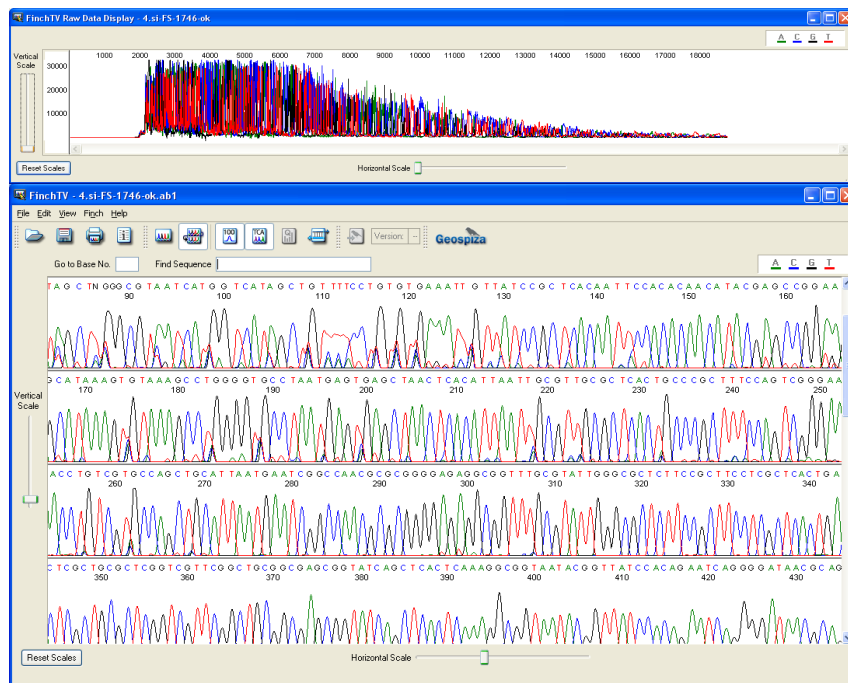 FinchTV Raw Data Display - 4.si-FS-1746-ok
A C G T
Vertical Scale
1000 2000 3000 4000 5000 6000 7000 8000 9000 10000 11000 12000 13000 14000 15000 16000 17000 18000
30000
20000
10000
Reset Scales
Horizontal Scale
FinchTV - 4.si-FS-1746-ok.ab1
File Edit View Finch Help
100 TCA Version: -- Geospiza
Go to Base No. Find Sequence
A C G T
TAGCTNGGGCGTAATCATGGTCATAGCTGTTTTCCTGTGTGAAATTGTTATCCGCTCACAATTCCACACAACATACGAGCCGGAAG
90 100 110 120 130 140 150 160
GCATAAAGTGTAAAGCCTGGGGTGCCTAATGAGTGAGCTAACTCACATTAATTGCGTTGCGCTCACTGCCCGCTTTCCAGTCGGGAA
170 180 190 200 210 220 230 240 250
Vertical Scale
ACCTGTCGTGCCAGCTGCATTAATGAATCGGCCAACGCGCGGGGAGAGGCGGTTTGCGTATTGGGCGCTCTTCCGCTTCCTCGCTCACTGA
260 270 280 290 300 310 320 330 340
CTCGCTGCGCTCGGTCGTTCGGCTGCGGCGAGCGGTATCAGCTCACTCAAAGGCGGTAATACGGTTATCCACAGAATCAGGGGATAACGCAG
350 360 370 380 390 400 410 420 430
Reset Scales
Horizontal Scale